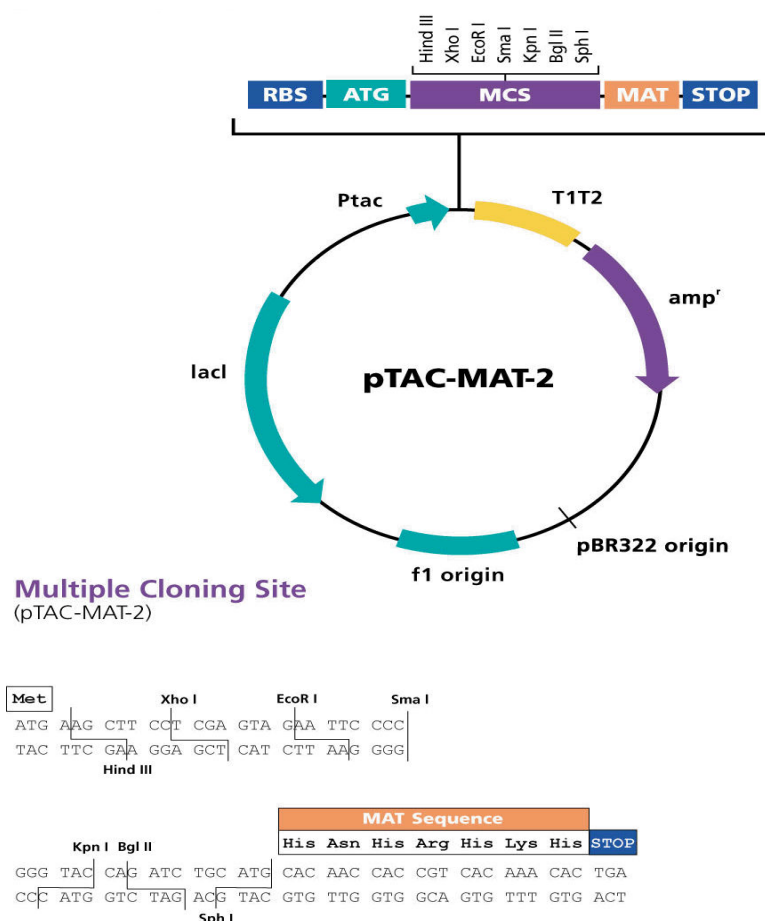 Hind III
Xho I
EcoR I
Sma I
Kpn I
Bgl II
Sph I
RBS ATG MCS MAT STOP
Ptac
T1T2
ampʳ
lacI
pTAC-MAT-2
pBR322 origin
f1 origin
Multiple Cloning Site
(pTAC-MAT-2)
Met Xho I EcoR I Sma I
ATG AAG CTT CCT CGA GTA GAA TTC CCC
TAC TTC GAA GGA GCT CAT CTT AAG GGG
Hind III
MAT Sequence
Kpn I Bgl II His Asn His Arg His Lys His STOP
GGG TAC CAG ATC TGC ATG CAC AAC CAC CGT CAC AAA CAC TGA
CCC ATG GTC TAG ACG TAC GTG TTG GTG GCA GTG TTT GTG ACT
Sph I